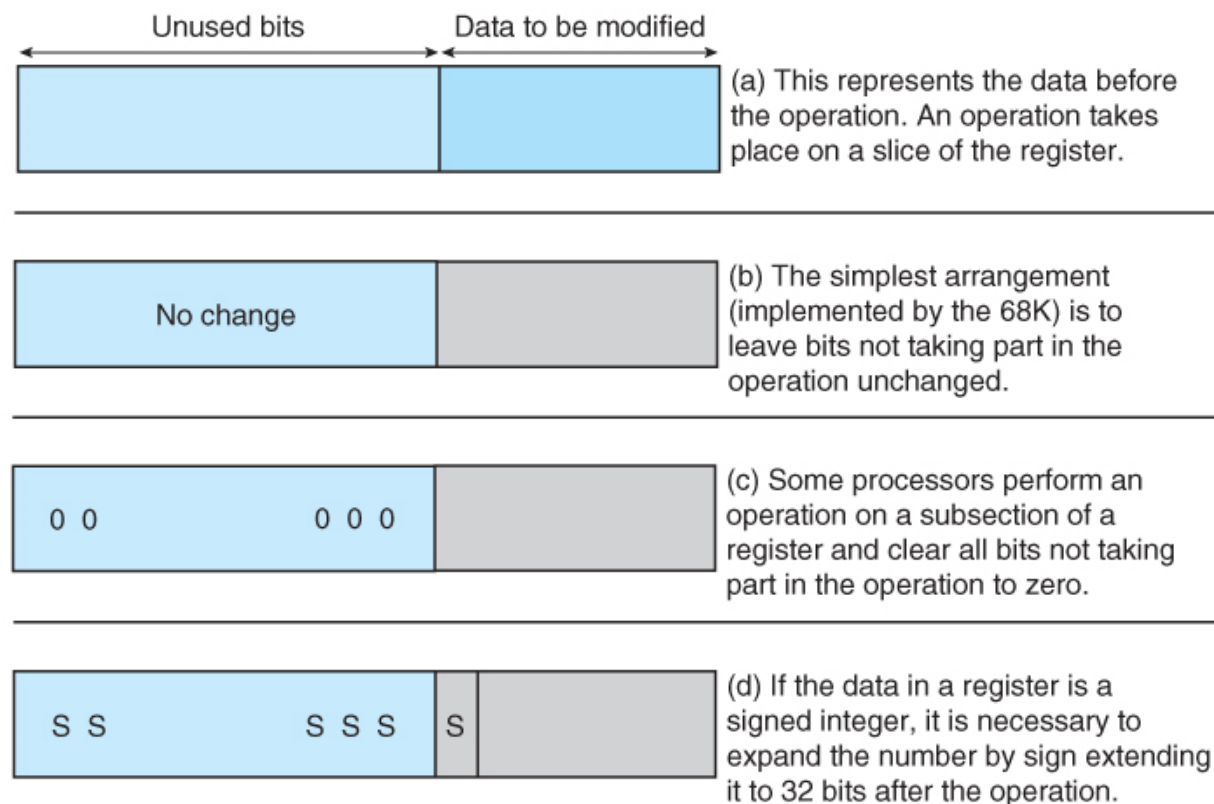 Unused bits
Data to be modified
(a) This represents the data before
the operation. An operation takes
place on a slice of the register.
No change
(b) The simplest arrangement
(implemented by the 68K) is to
leave bits not taking part in the
operation unchanged.
0 0
0 0 0
(c) Some processors perform an
operation on a subsection of a
register and clear all bits not taking
part in the operation to zero.
S S
S S S
S
(d) If the data in a register is a
signed integer, it is necessary to
expand the number by sign extending
it to 32 bits after the operation.